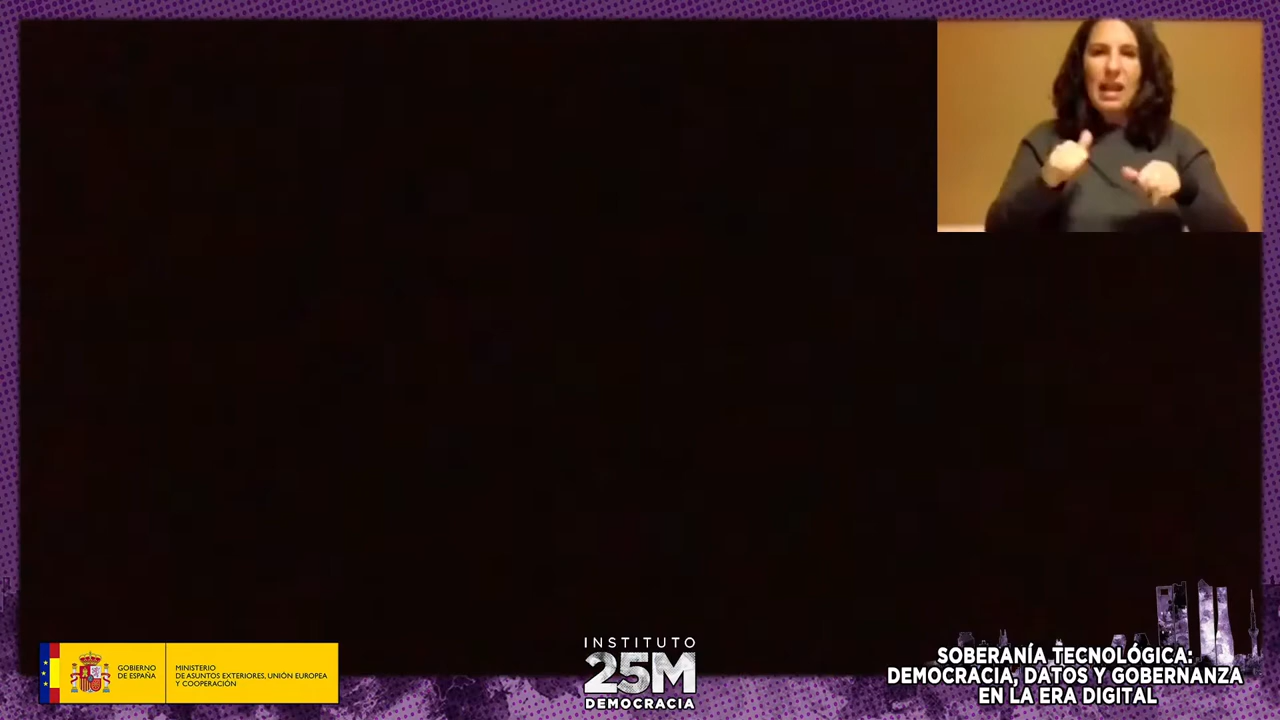 GOBIERNO
DE ESPAÑA
MINISTERIO
DE ASUNTOS EXTERIORES, UNIÓN EUROPEA
Y COOPERACIÓN
INSTITUTO
25M
DEMOCRACIA
SOBERANÍA TECNOLÓGICA:
DEMOCRACIA, DATOS Y GOBERNANZA
EN LA ERA DIGITAL